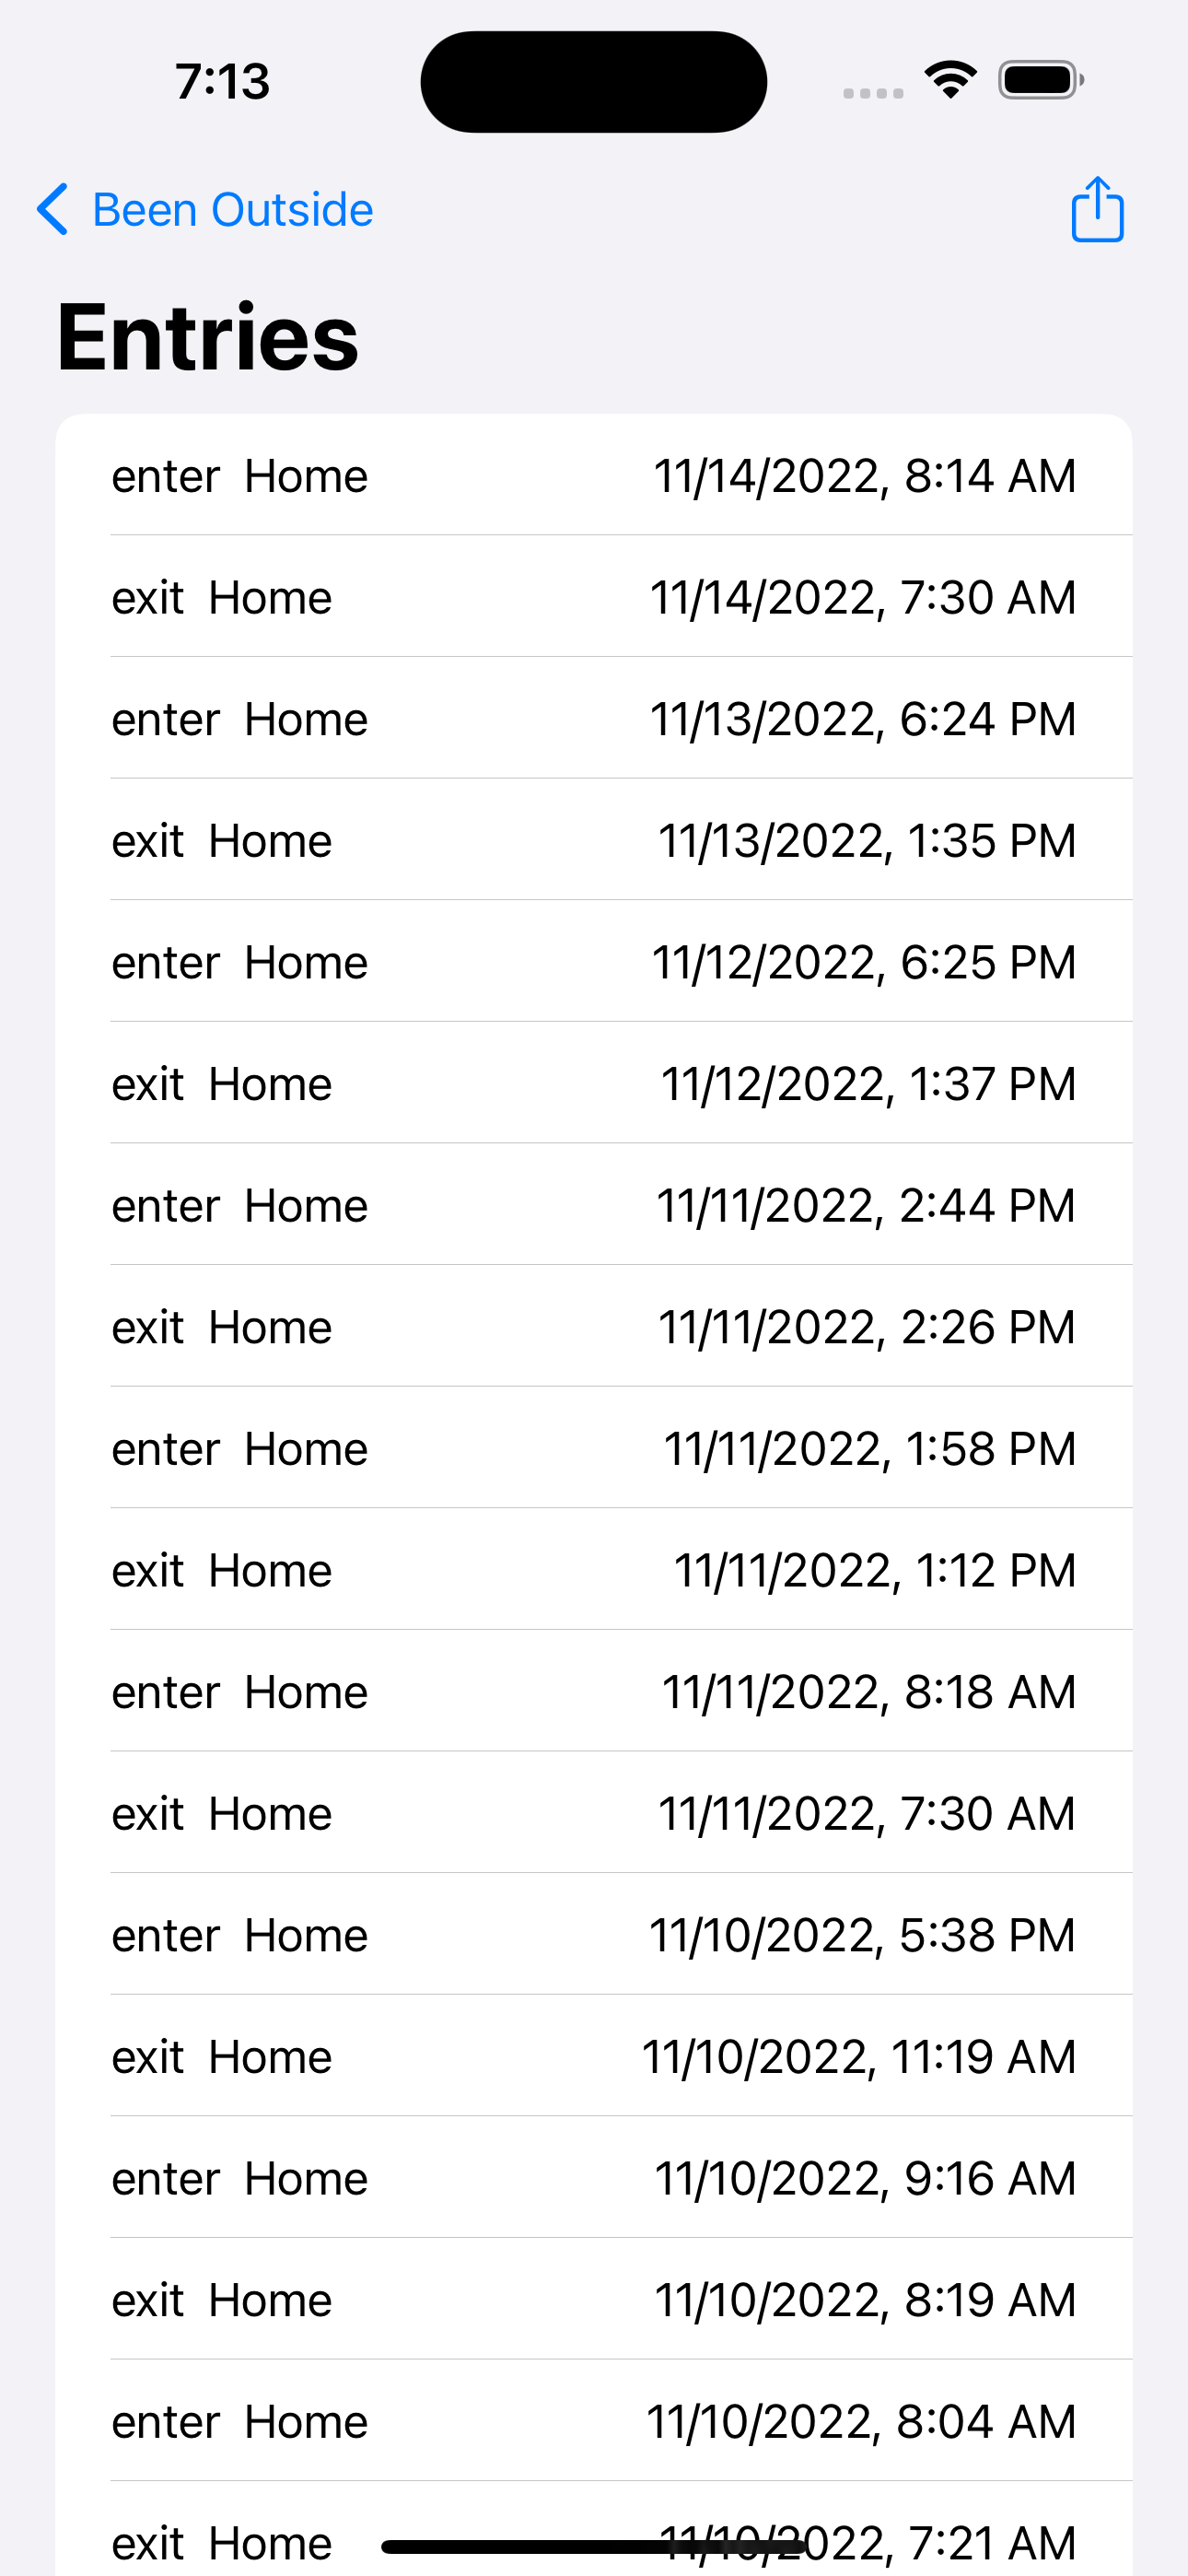 7:13
Been Outside
Entries
enter Home 11/14/2022, 8:14 AM
exit Home 11/14/2022, 7:30 AM
enter Home 11/13/2022, 6:24 PM
exit Home 11/13/2022, 1:35 PM
enter Home 11/12/2022, 6:25 PM
exit Home 11/12/2022, 1:37 PM
enter Home 11/11/2022, 2:44 PM
exit Home 11/11/2022, 2:26 PM
enter Home 11/11/2022, 1:58 PM
exit Home 11/11/2022, 1:12 PM
enter Home 11/11/2022, 8:18 AM
exit Home 11/11/2022, 7:30 AM
enter Home 11/10/2022, 5:38 PM
exit Home 11/10/2022, 11:19 AM
enter Home 11/10/2022, 9:16 AM
exit Home 11/10/2022, 8:19 AM
enter Home 11/10/2022, 8:04 AM
exit Home 11/10/2022, 7:21 AM